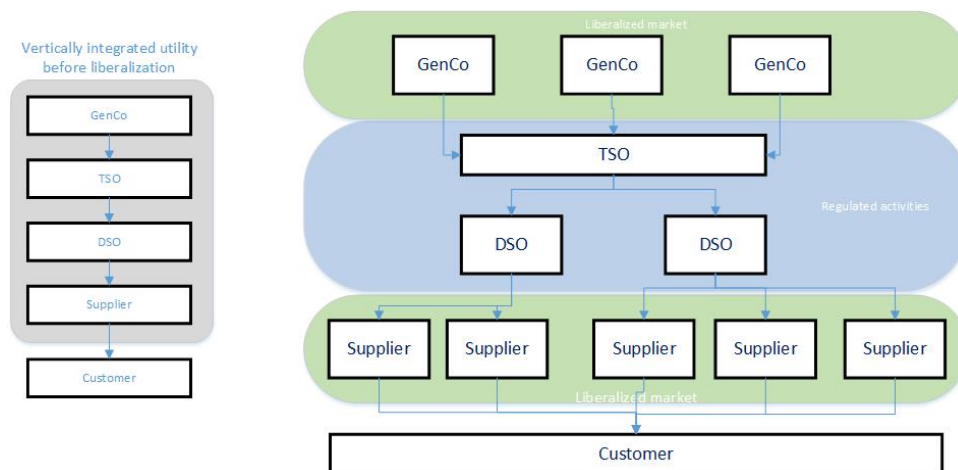 Vertically integrated utility
before liberalization
GenCo
TSO
DSO
Supplier
Customer
Liberalized market
GenCo GenCo GenCo
TSO
Regulated activities
DSO DSO
Supplier Supplier Supplier Supplier Supplier
Liberalized market
Customer